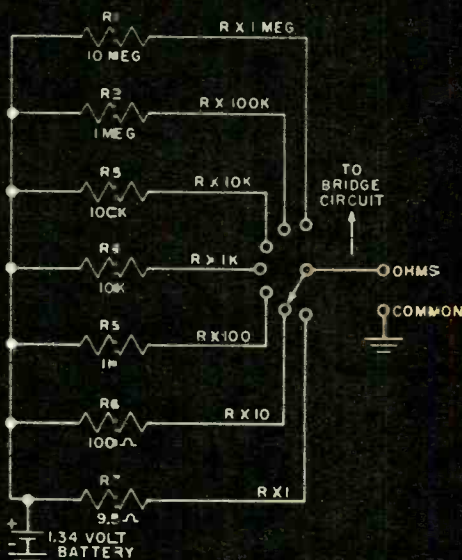 R1
R X 1 MEG
10 MEG
R2
R X 100K
1 MEG
R3
R X 10K
100K
TO
BRIDGE
CIRCUIT
R4
R X 1K
OHMS
10K
COMMON
R5
R X 100
1K
R6
R X 10
100Ω
R7
R X 1
+
-
1.34 VOLT
BATTERY